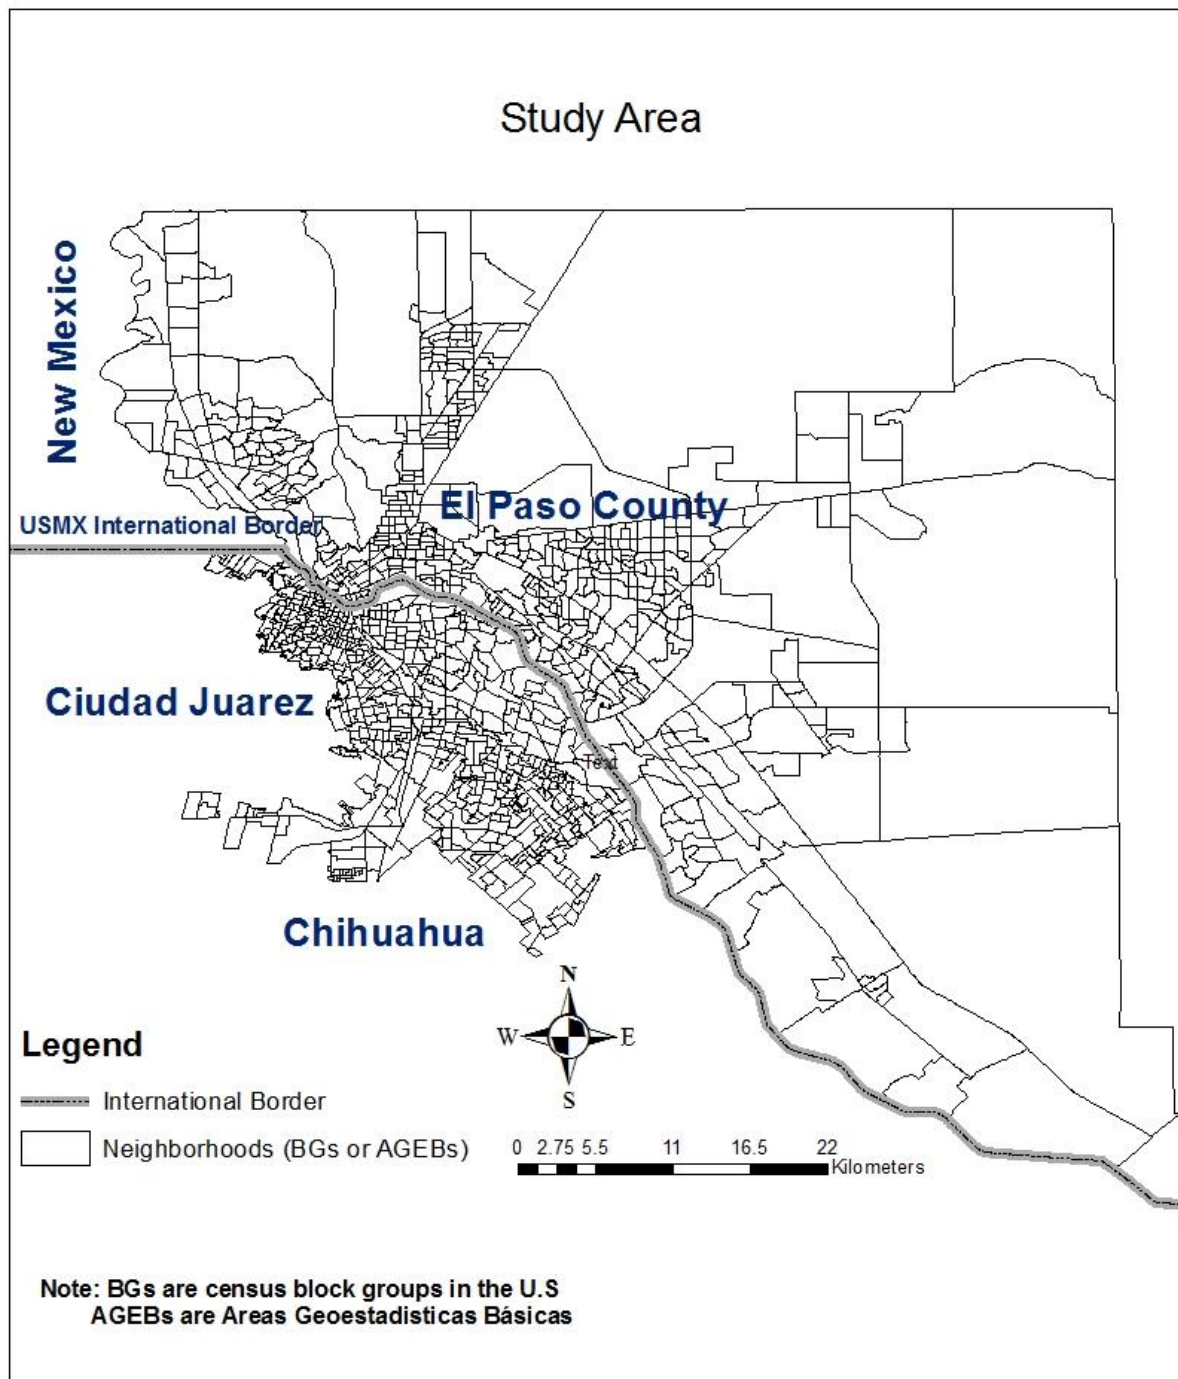 Study Area
New Mexico
El Paso County
USMX International Border
Ciudad Juarez
Text
Chihuahua
N
W
E
S
Legend
International Border
Neighborhoods (BGs or AGEBs)
0 2.75 5.5 11 16.5 22
Kilometers
Note: BGs are census block groups in the U.S
AGEBs are Areas Geoestadisticas Básicas